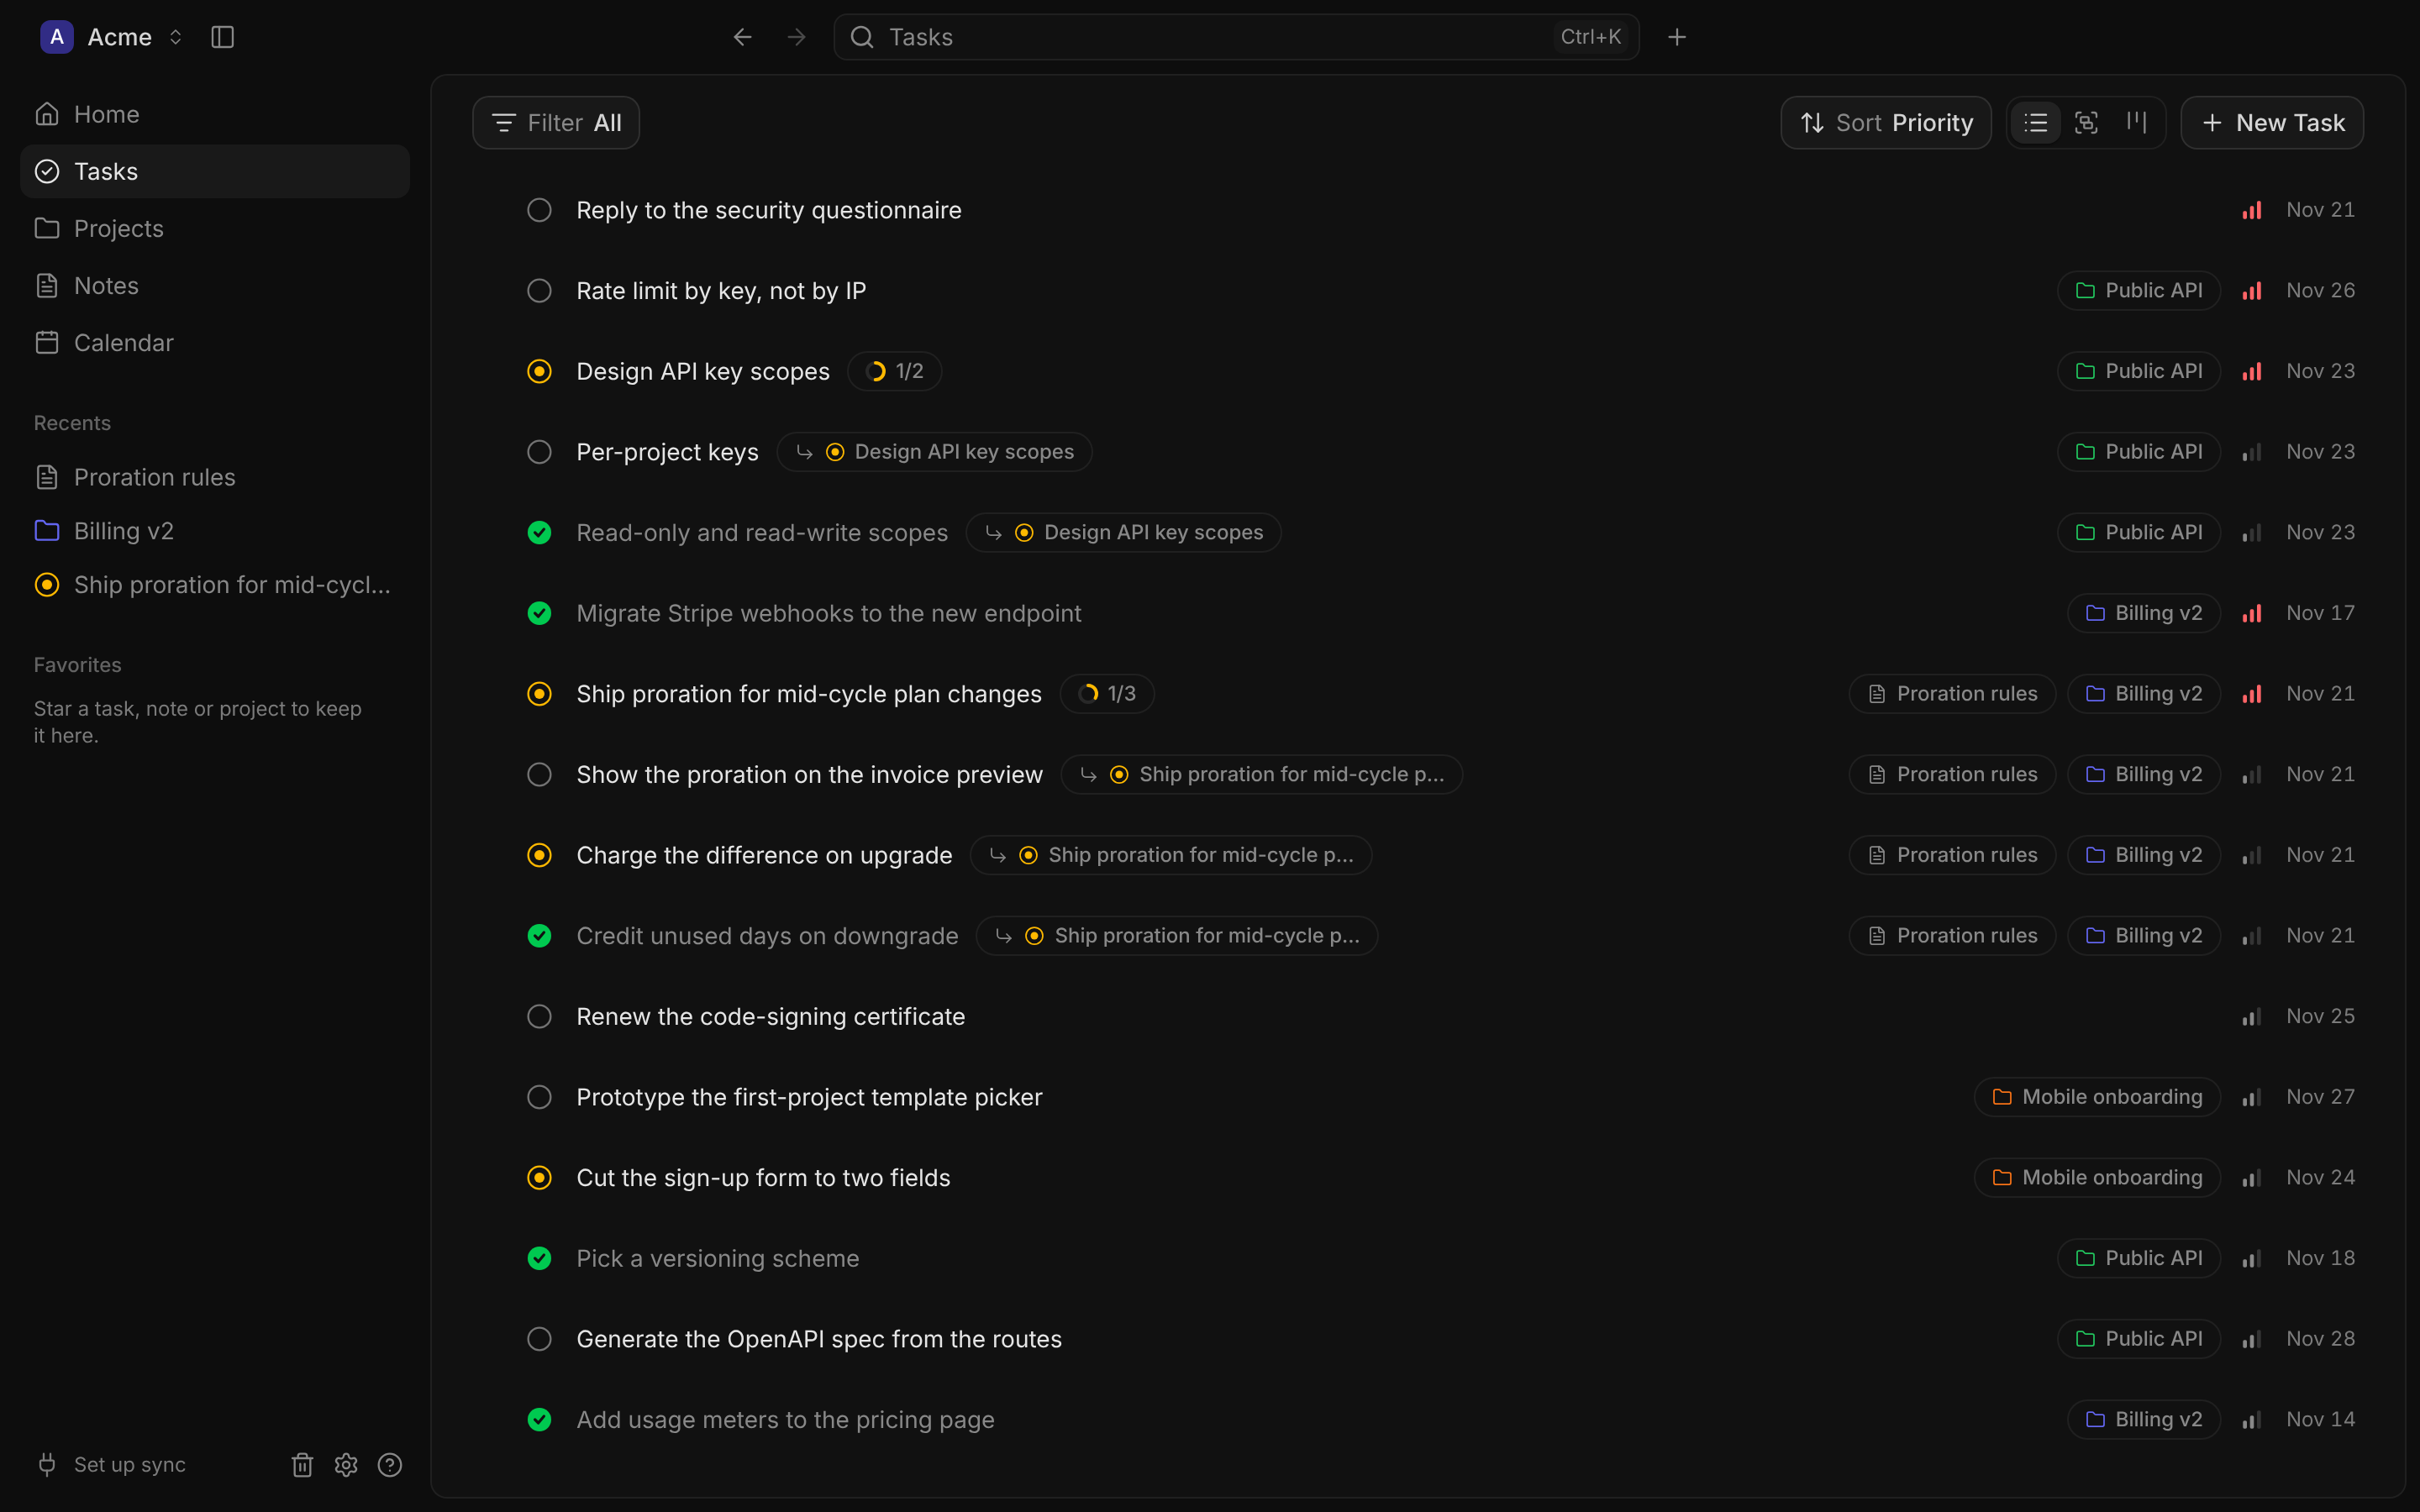 A Acme
Tasks Ctrl+K
Home
Tasks
Projects
Notes
Calendar
Recents
Proration rules
Billing v2
Ship proration for mid-cycl...
Favorites
Star a task, note or project to keep
it here.
Set up sync
Filter All
Sort Priority
New Task
Reply to the security questionnaire Nov 21
Rate limit by key, not by IP Public API Nov 26
Design API key scopes 1/2 Public API Nov 23
Per-project keys Design API key scopes Public API Nov 23
Read-only and read-write scopes Design API key scopes Public API Nov 23
Migrate Stripe webhooks to the new endpoint Billing v2 Nov 17
Ship proration for mid-cycle plan changes 1/3 Proration rules Billing v2 Nov 21
Show the proration on the invoice preview Ship proration for mid-cycle p... Proration rules Billing v2 Nov 21
Charge the difference on upgrade Ship proration for mid-cycle p... Proration rules Billing v2 Nov 21
Credit unused days on downgrade Ship proration for mid-cycle p... Proration rules Billing v2 Nov 21
Renew the code-signing certificate Nov 25
Prototype the first-project template picker Mobile onboarding Nov 27
Cut the sign-up form to two fields Mobile onboarding Nov 24
Pick a versioning scheme Public API Nov 18
Generate the OpenAPI spec from the routes Public API Nov 28
Add usage meters to the pricing page Billing v2 Nov 14